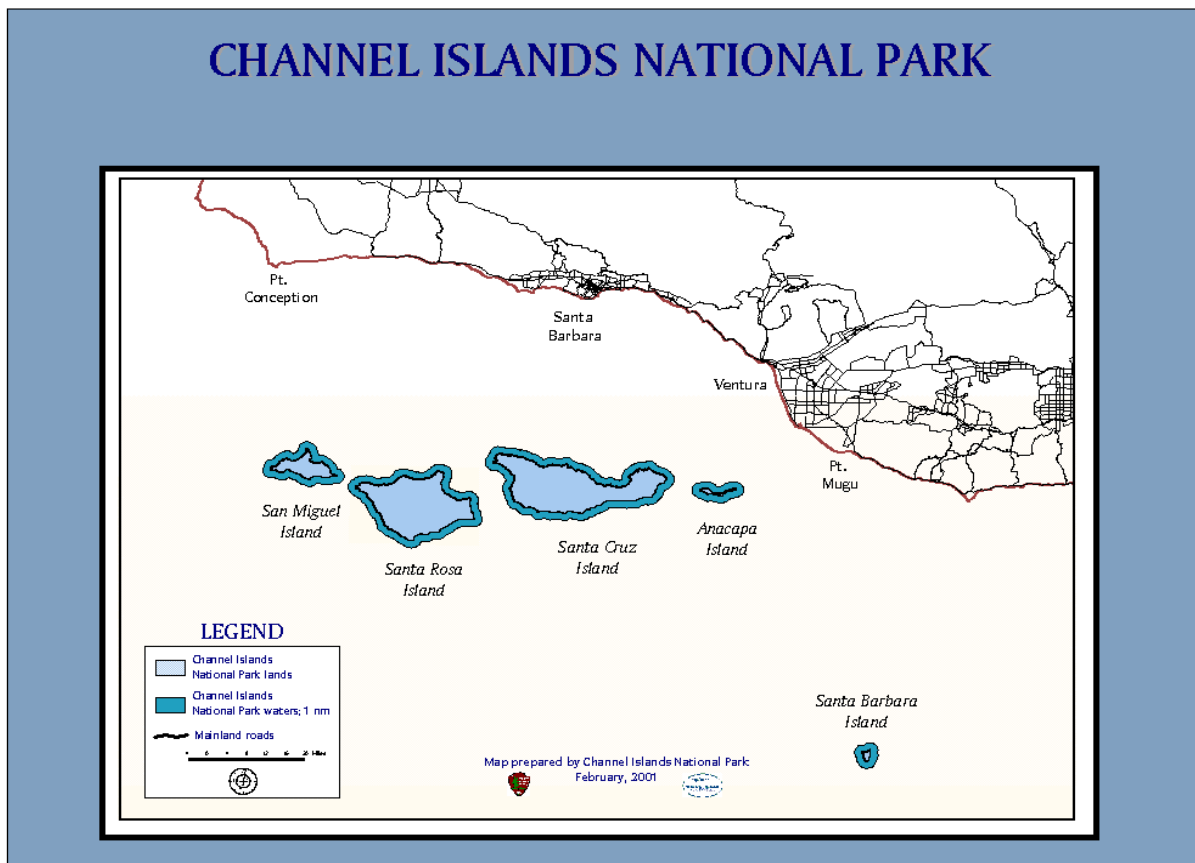 CHANNEL ISLANDS NATIONAL PARK
Pt.
Conception
Santa
Barbara
Ventura
Pt.
Mugu
San Miguel
Island
Santa Rosa
Island
Santa Cruz
Island
Anacapa
Island
Santa Barbara
Island
LEGEND
Channel Islands
National Park lands
Channel Islands
National Park waters; 1 nm
Mainland roads
Map prepared by Channel Islands National Park
February, 2001